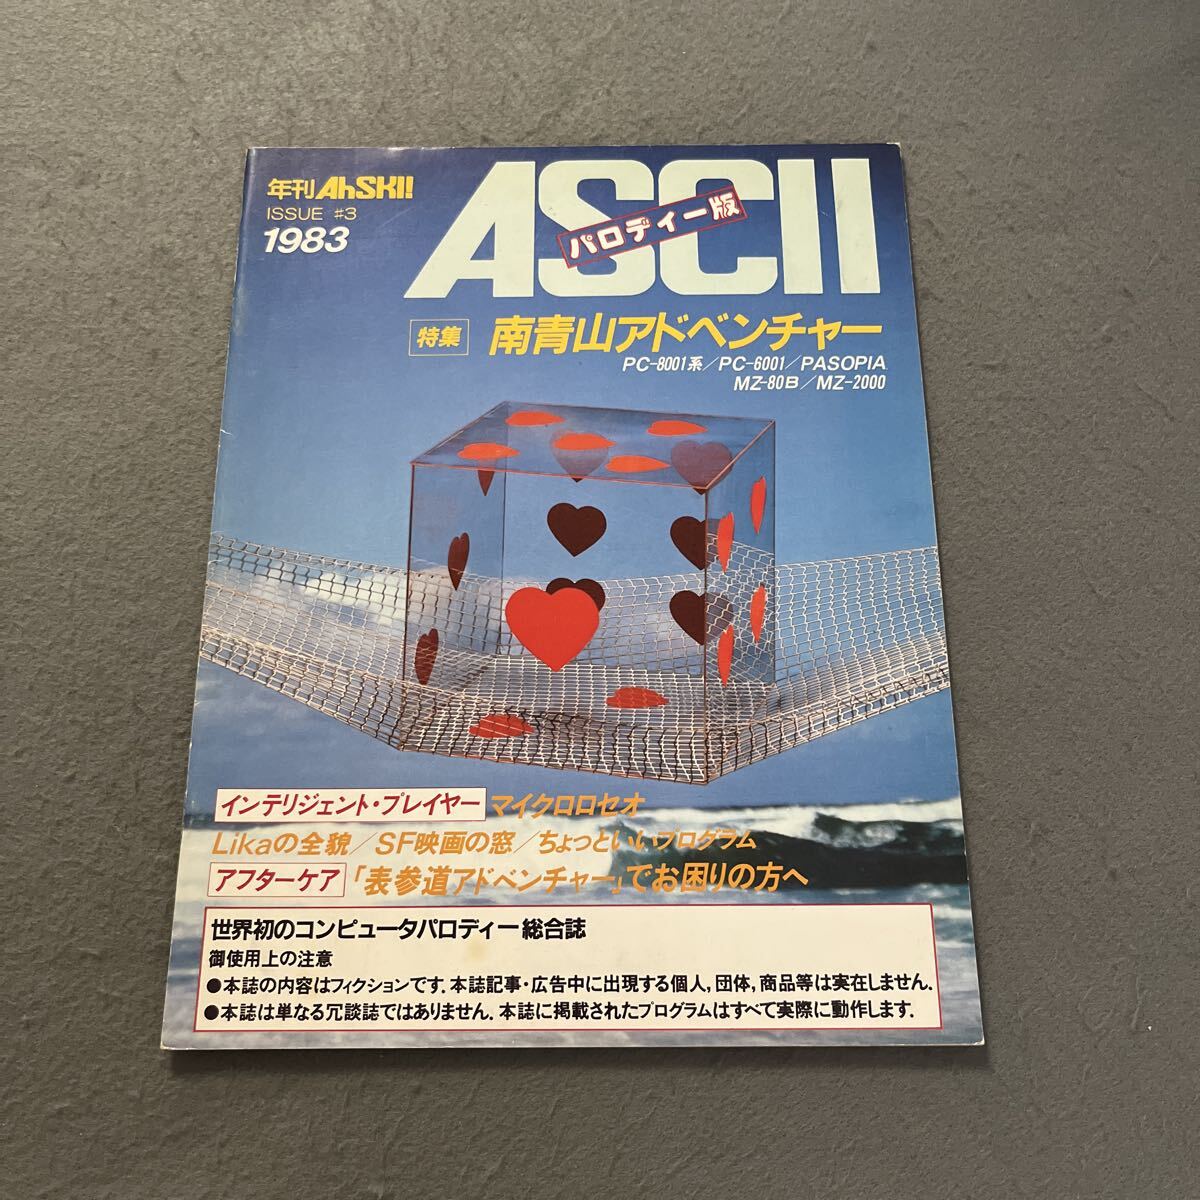 年刊 AhSKI!
ISSUE #3
1983
ASCII
パロディー版
特集 南青山アドベンチャー
PC-8001系/PC-6001/PASOPIA
MZ-80B/MZ-2000
インテリジェント・プレイヤー マイクロロセオ
Likaの全貌/SF映画の窓/ちょっといいプログラム
アフターケア 「表参道アドベンチャー」でお困りの方へ
世界初のコンピュータパロディー総合誌
御使用上の注意
●本誌の内容はフィクションです.本誌記事・広告中に出現する個人,団体,商品等は実在しません.
●本誌は単なる冗談誌ではありません.本誌に掲載されたプログラムはすべて実際に動作します.